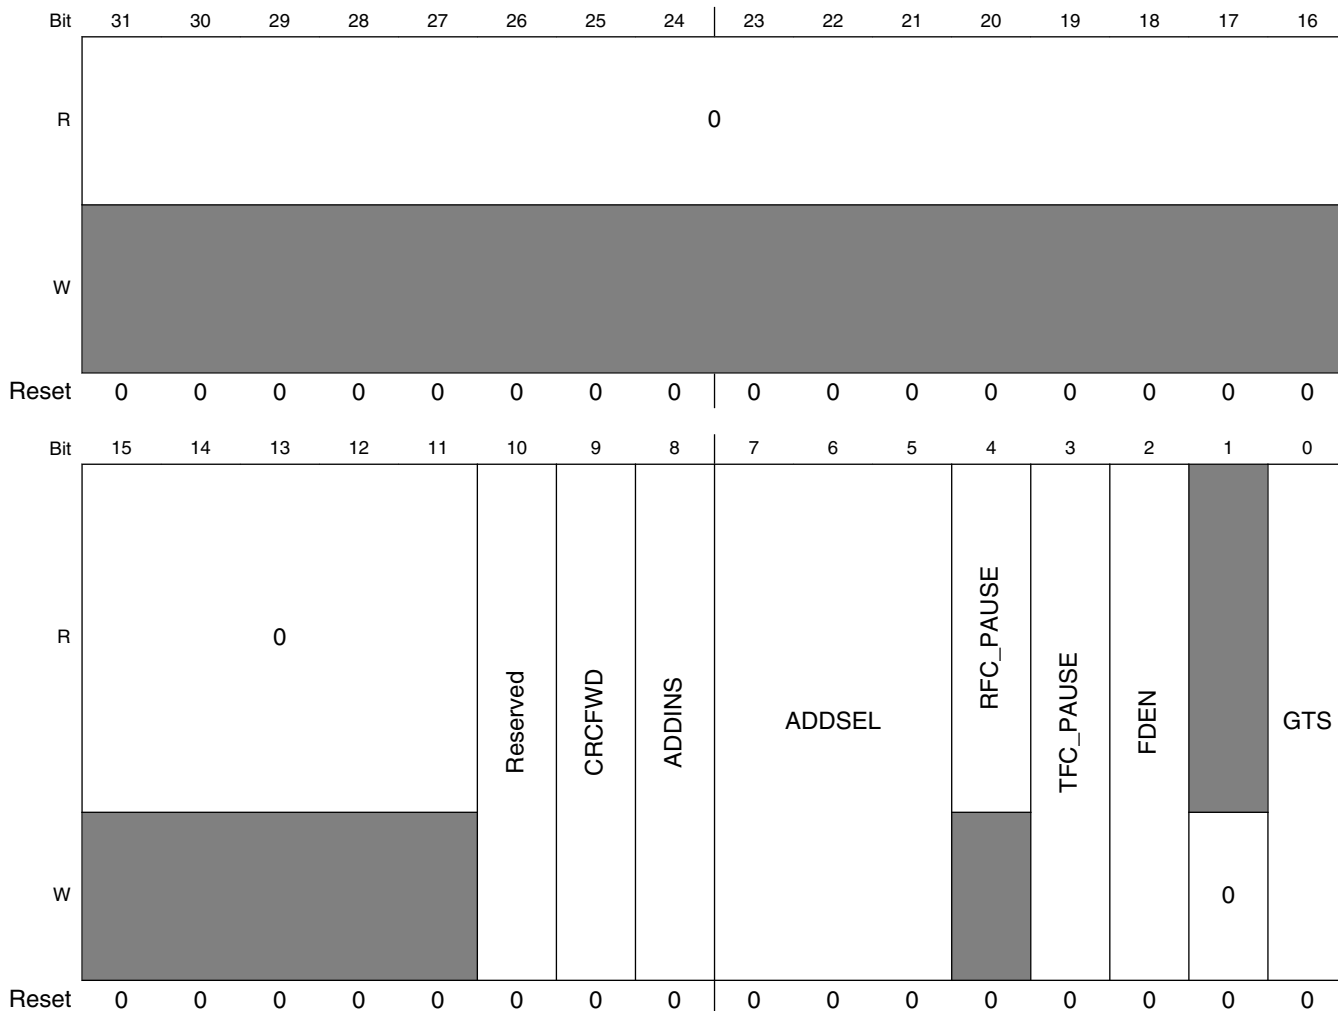 Bit 31 30 29 28 27 26 25 24 23 22 21 20 19 18 17 16
R 0
W
Reset 0 0 0 0 0 0 0 0 0 0 0 0 0 0 0 0
Bit 15 14 13 12 11 10 9 8 7 6 5 4 3 2 1 0
R 0 Reserved CRCFWD ADDINS ADDSEL RFC_PAUSE TFC_PAUSE FDEN GTS
W 0
Reset 0 0 0 0 0 0 0 0 0 0 0 0 0 0 0 0